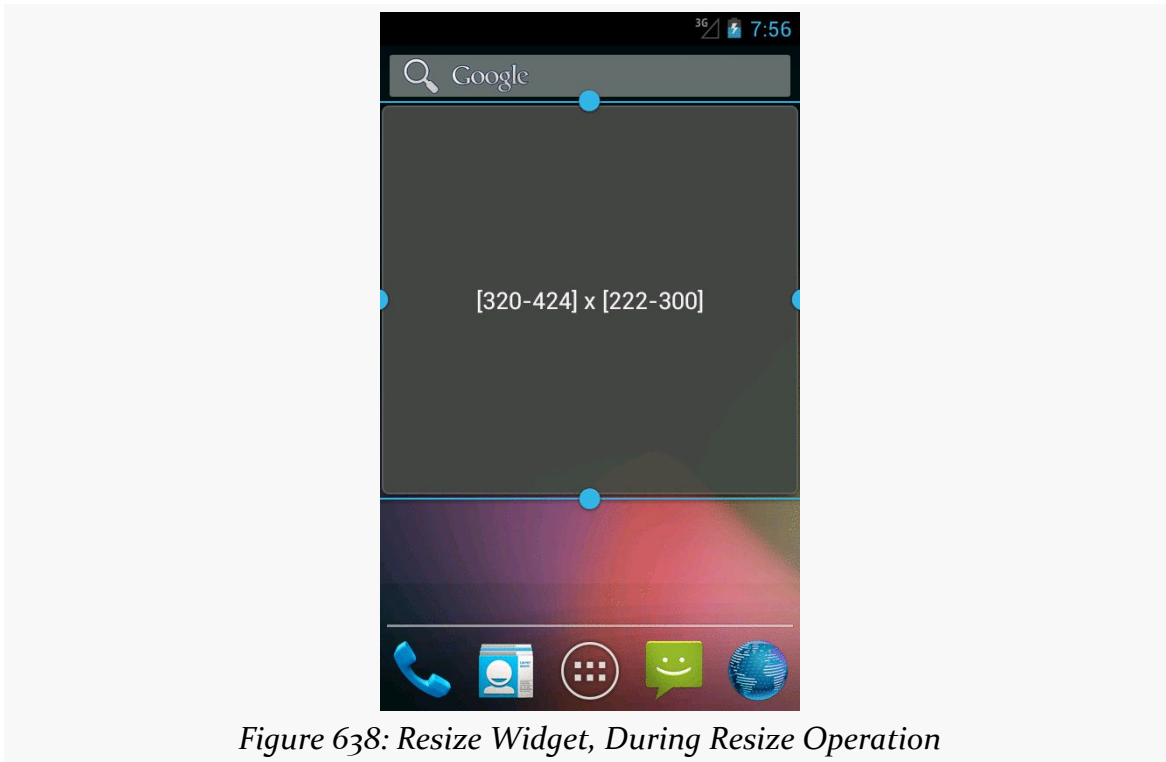 3G 7:56
Google
[320-424] x [222-300]
Figure 638: Resize Widget, During Resize Operation